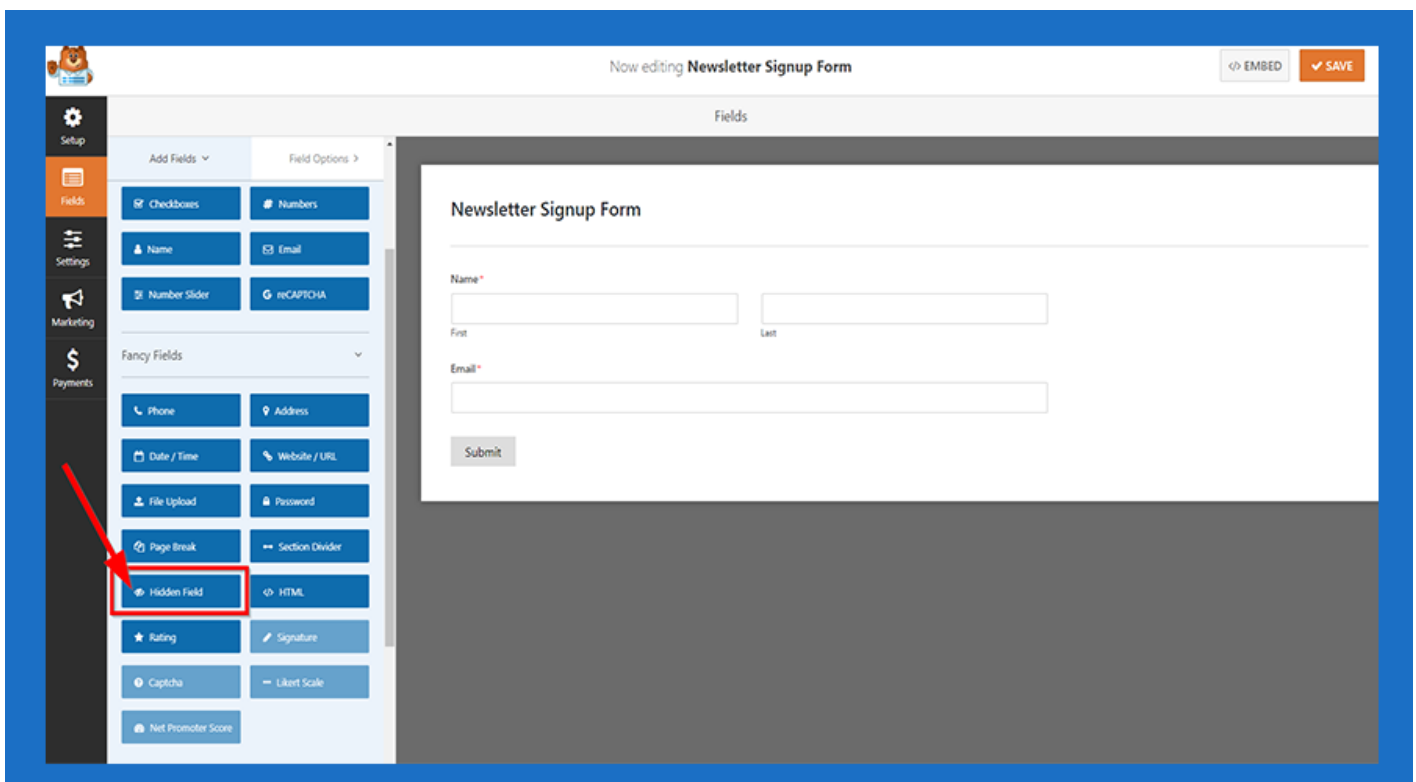 Now editing Newsletter Signup Form
</> EMBED
SAVE
Fields
Setup
Fields
Settings
Marketing
Payments
Add Fields
Field Options
Checkboxes
Numbers
Name
Email
Number Slider
reCAPTCHA
Fancy Fields
Phone
Address
Date / Time
Website / URL
File Upload
Password
Page Break
Section Divider
Hidden Field
</> HTML
Rating
Signature
Captcha
Likert Scale
Net Promoter Score
Newsletter Signup Form
Name*
First
Last
Email*
Submit